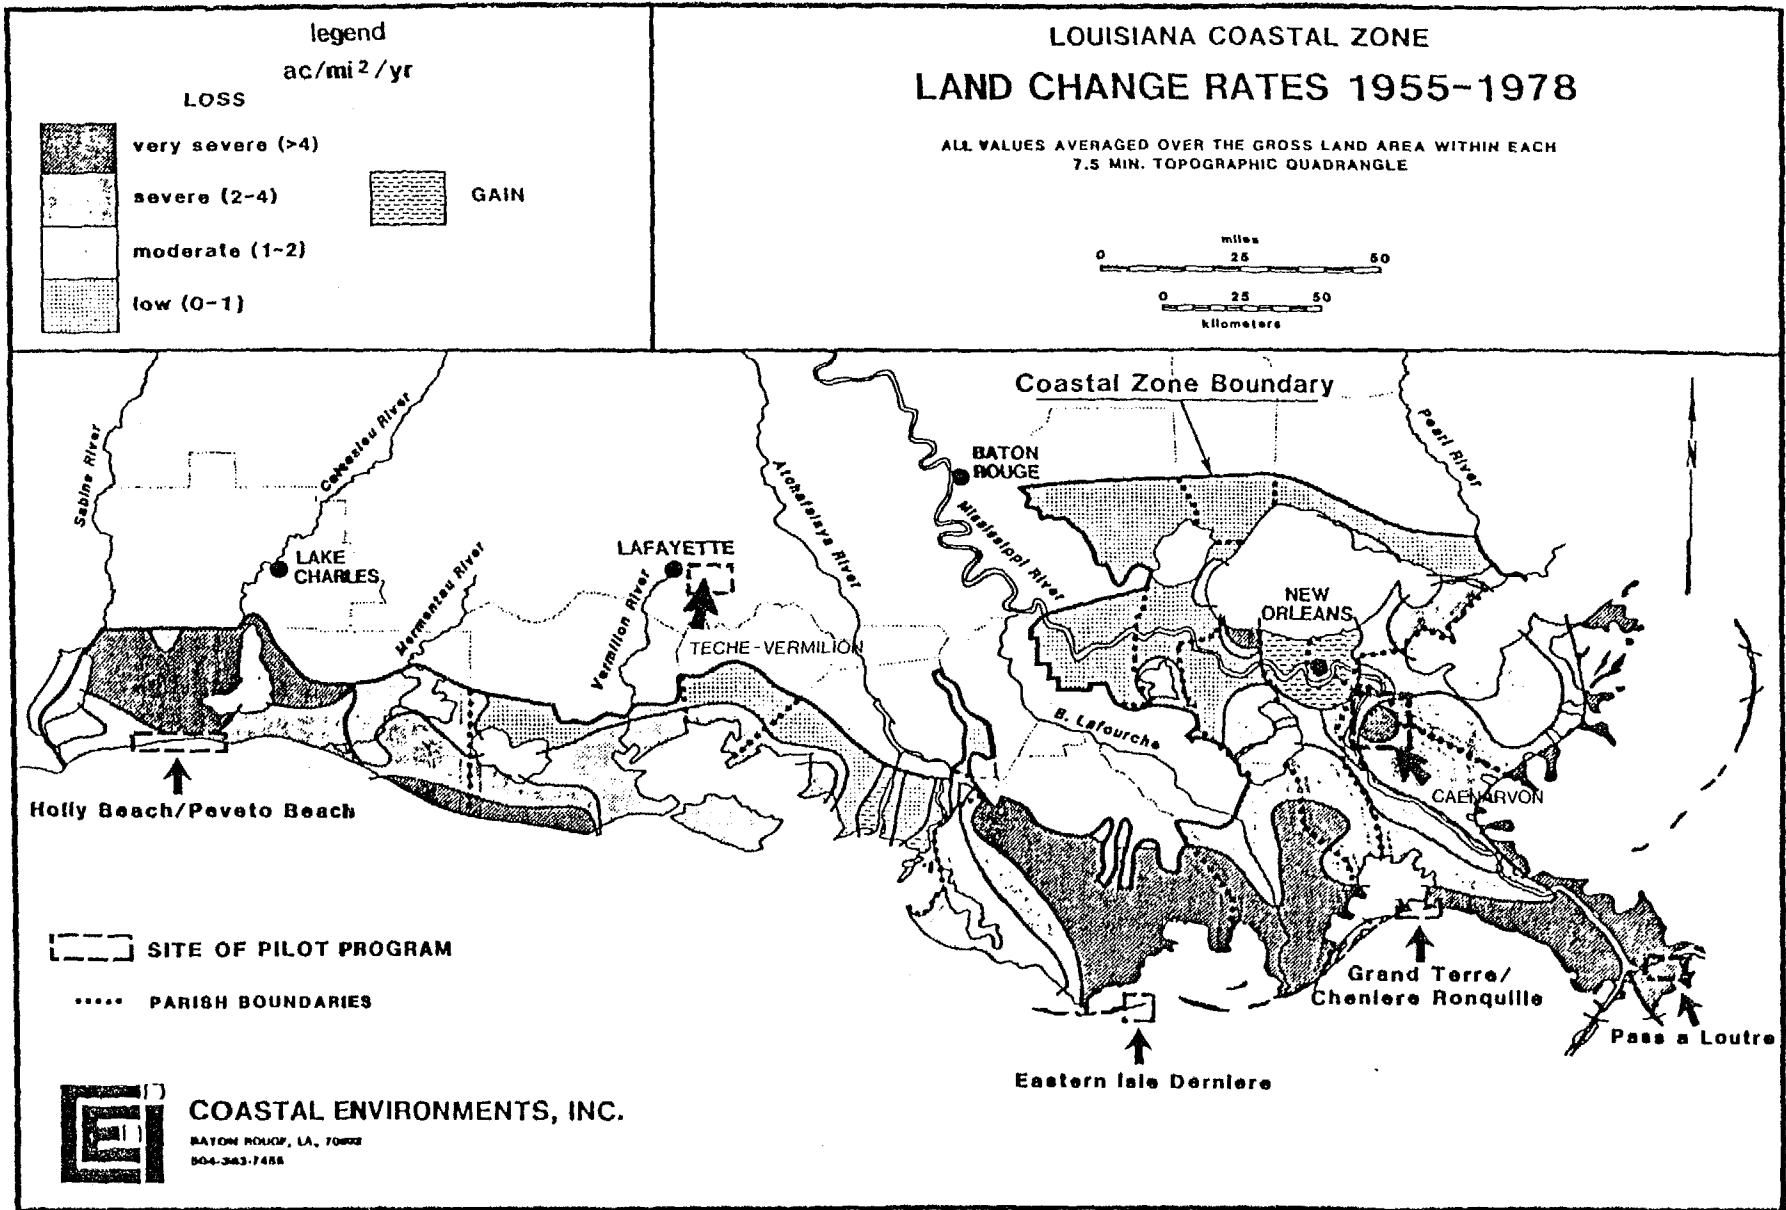 legend
ac/mi²/yr
LOSS
very severe (>4)
severe (2-4)
GAIN
moderate (1-2)
low (0-1)
LOUISIANA COASTAL ZONE
LAND CHANGE RATES 1955-1978
ALL VALUES AVERAGED OVER THE GROSS LAND AREA WITHIN EACH
7.5 MIN. TOPOGRAPHIC QUADRANGLE
miles
0 25 50
0 25 50
kilometers
Coastal Zone Boundary
Sabine River
Calcasieu River
Atchafalaya River
BATON
ROUGE
Pearl River
N
LAKE
CHARLES
Mermentau River
LAFAYETTE
Vermilion River
Mississippi River
NEW
ORLEANS
TECHE-VERMILION
B. Lafourche
CAENARVON
Holly Beach/Peveto Beach
SITE OF PILOT PROGRAM
PARISH BOUNDARIES
Grand Terre/
Cheniere Ronquille
Pass a Loutre
Eastern Isle Derniere
COASTAL ENVIRONMENTS, INC.
BATON ROUGE, LA,